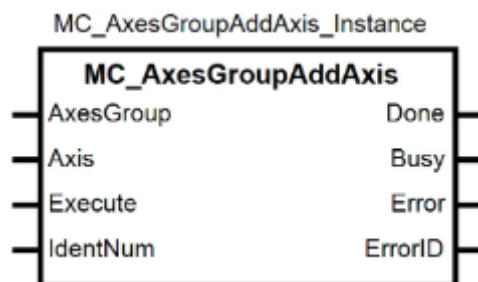 MC_AxesGroupAddAxis_Instance
MC_AxesGroupAddAxis
AxesGroup Done
Axis Busy
Execute Error
IdentNum ErrorID